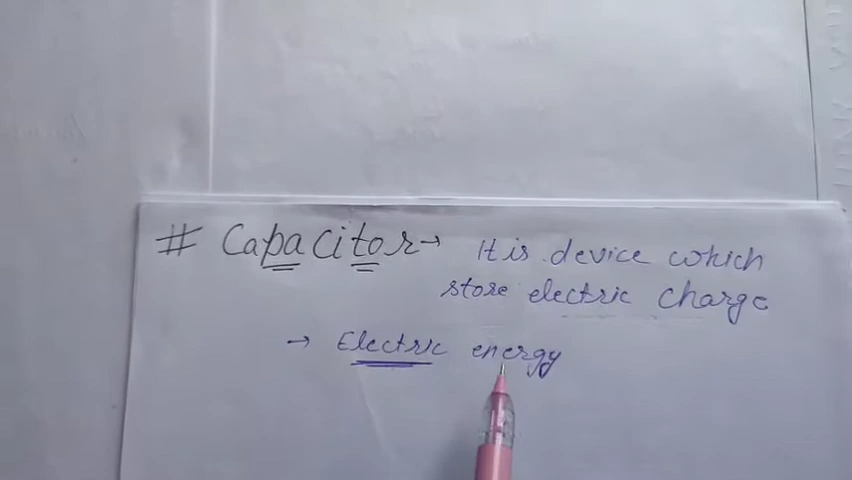 # Capacitor → It is device which
store electric charge
→ Electric energy